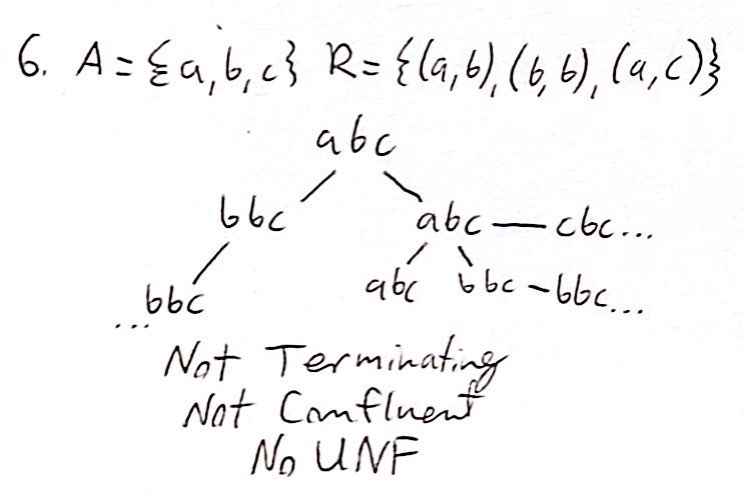 6. A = {a, b, c} R = {(a,b), (b,b), (a,c)}
abc
bbc abc — cbc...
...bbc abc bbc - bbc...
Not Terminating
Not Confluent
No UNF